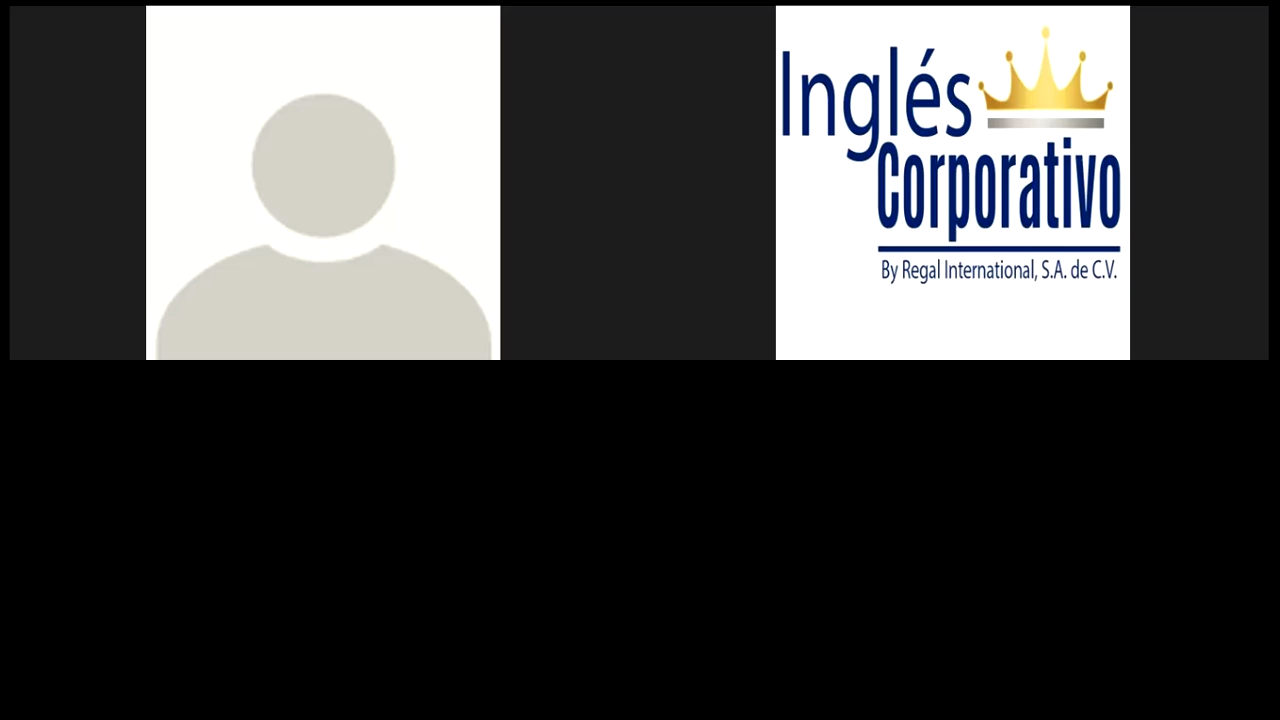 Inglés
Corporativo
By Regal International, S.A. de C.V.